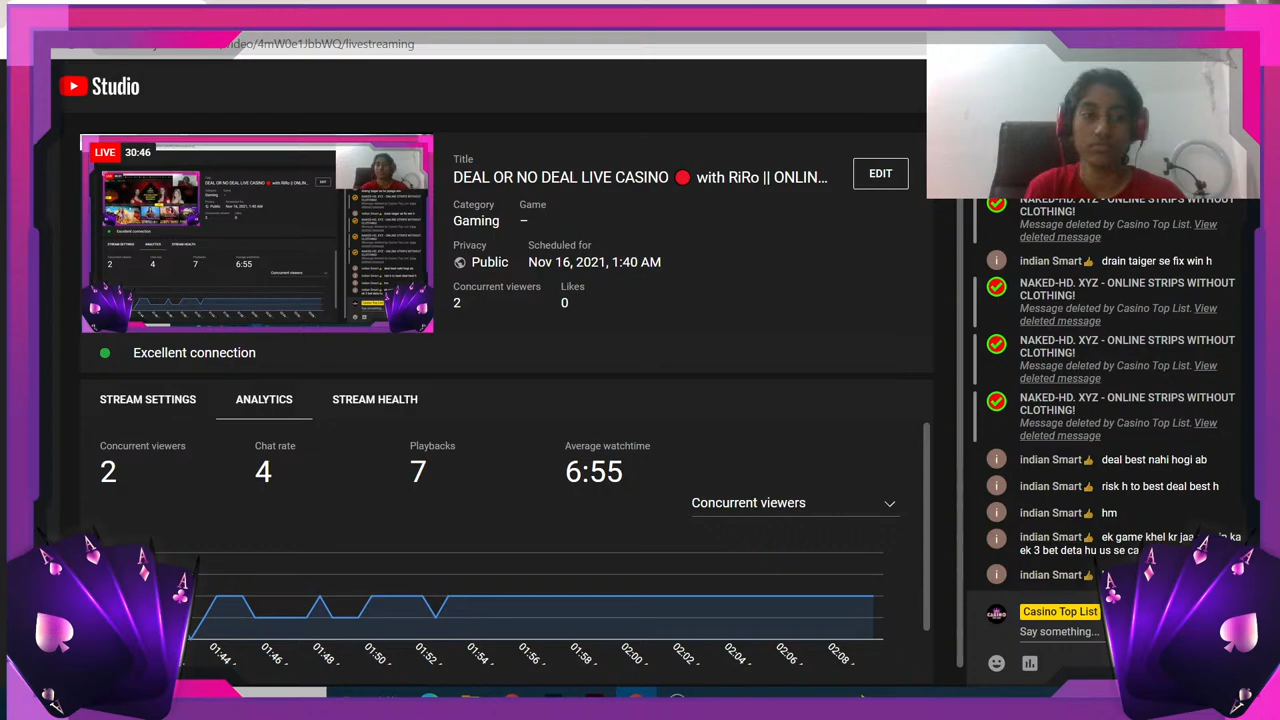 video/4mW0e1JbbWQ/livestreaming
Studio
LIVE 30:46
Title
DEAL OR NO DEAL LIVE CASINO 🔴 with RiRo || ONLIN...
EDIT
Category Game
Gaming –
Privacy Scheduled for
Public Nov 16, 2021, 1:40 AM
Concurrent viewers Likes
2 0
Excellent connection
STREAM SETTINGS ANALYTICS STREAM HEALTH
Concurrent viewers Chat rate Playbacks Average watchtime
2 4 7 6:55
Concurrent viewers
01:44 01:46 01:48 01:50 01:52 01:54 01:56 01:58 02:00 02:02 02:04 02:06 02:08
NAKED-HD. XYZ - ONLINE STRIPS WITHOUT
CLOTHING!
Message deleted by Casino Top List. View
deleted message
indian Smart👍 drain taiger se fix win h
NAKED-HD. XYZ - ONLINE STRIPS WITHOUT
CLOTHING!
Message deleted by Casino Top List. View
deleted message
NAKED-HD. XYZ - ONLINE STRIPS WITHOUT
CLOTHING!
Message deleted by Casino Top List. View
deleted message
NAKED-HD. XYZ - ONLINE STRIPS WITHOUT
CLOTHING!
Message deleted by Casino Top List. View
deleted message
indian Smart👍 deal best nahi hogi ab
indian Smart👍 risk h to best deal best h
indian Smart👍 hm
indian Smart👍 ek game khel kr ka
ek 3 bet deta hu us se
indian Smart👍
Casino Top List
Say something...